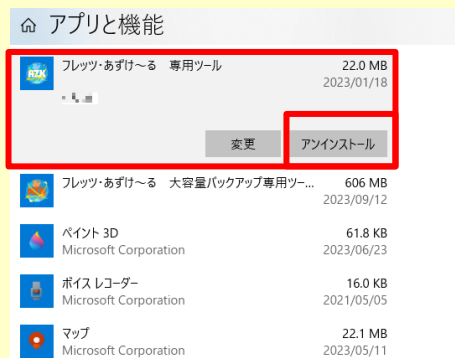 アプリと機能
フレッツ・あずけ～る　専用ツール 22.0 MB
2023/01/18
変更 アンインストール
フレッツ・あずけ～る　大容量バックアップ専用ツー... 606 MB
2023/09/12
ペイント 3D 61.8 KB
Microsoft Corporation 2023/06/23
ボイス レコーダー 16.0 KB
Microsoft Corporation 2021/05/05
マップ 22.1 MB
Microsoft Corporation 2023/05/11